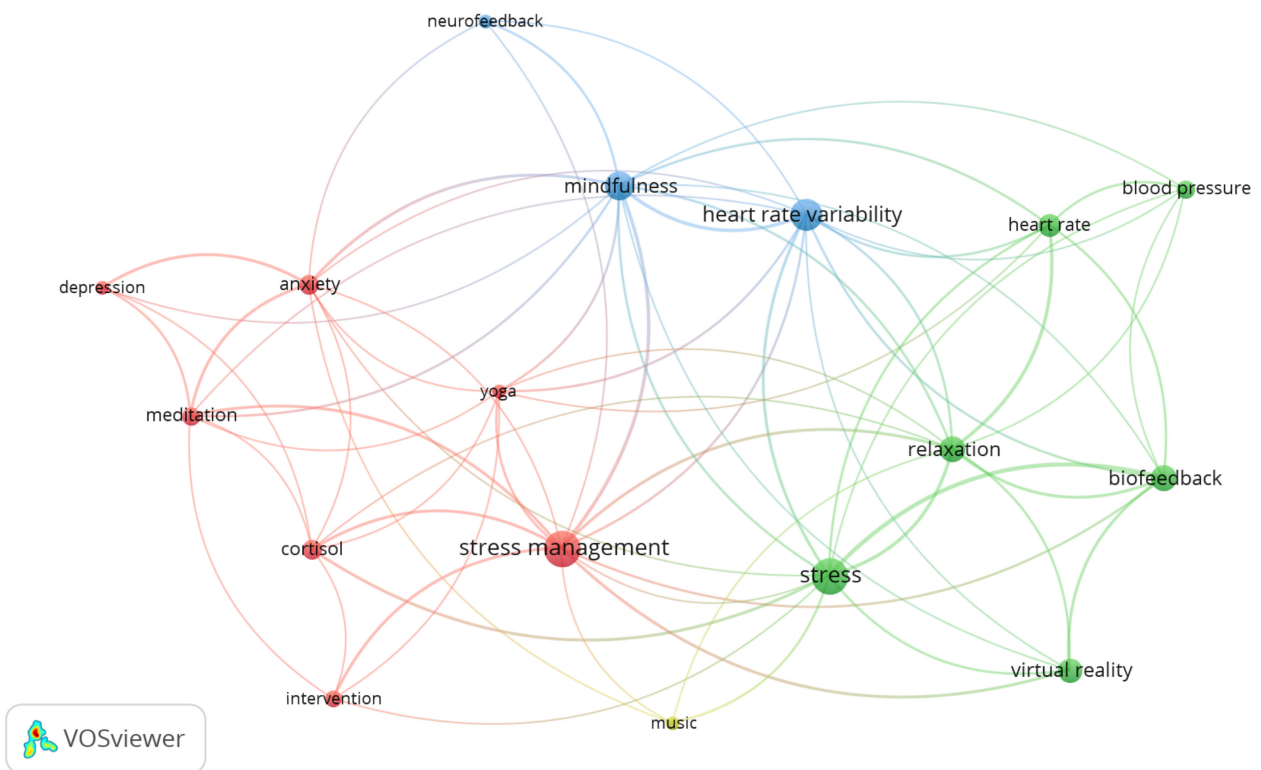 neurofeedback
mindfulness
blood pressure
heart rate variability
heart rate
depression
anxiety
yoga
meditation
relaxation
biofeedback
cortisol
stress management
stress
virtual reality
intervention
music
VOSviewer